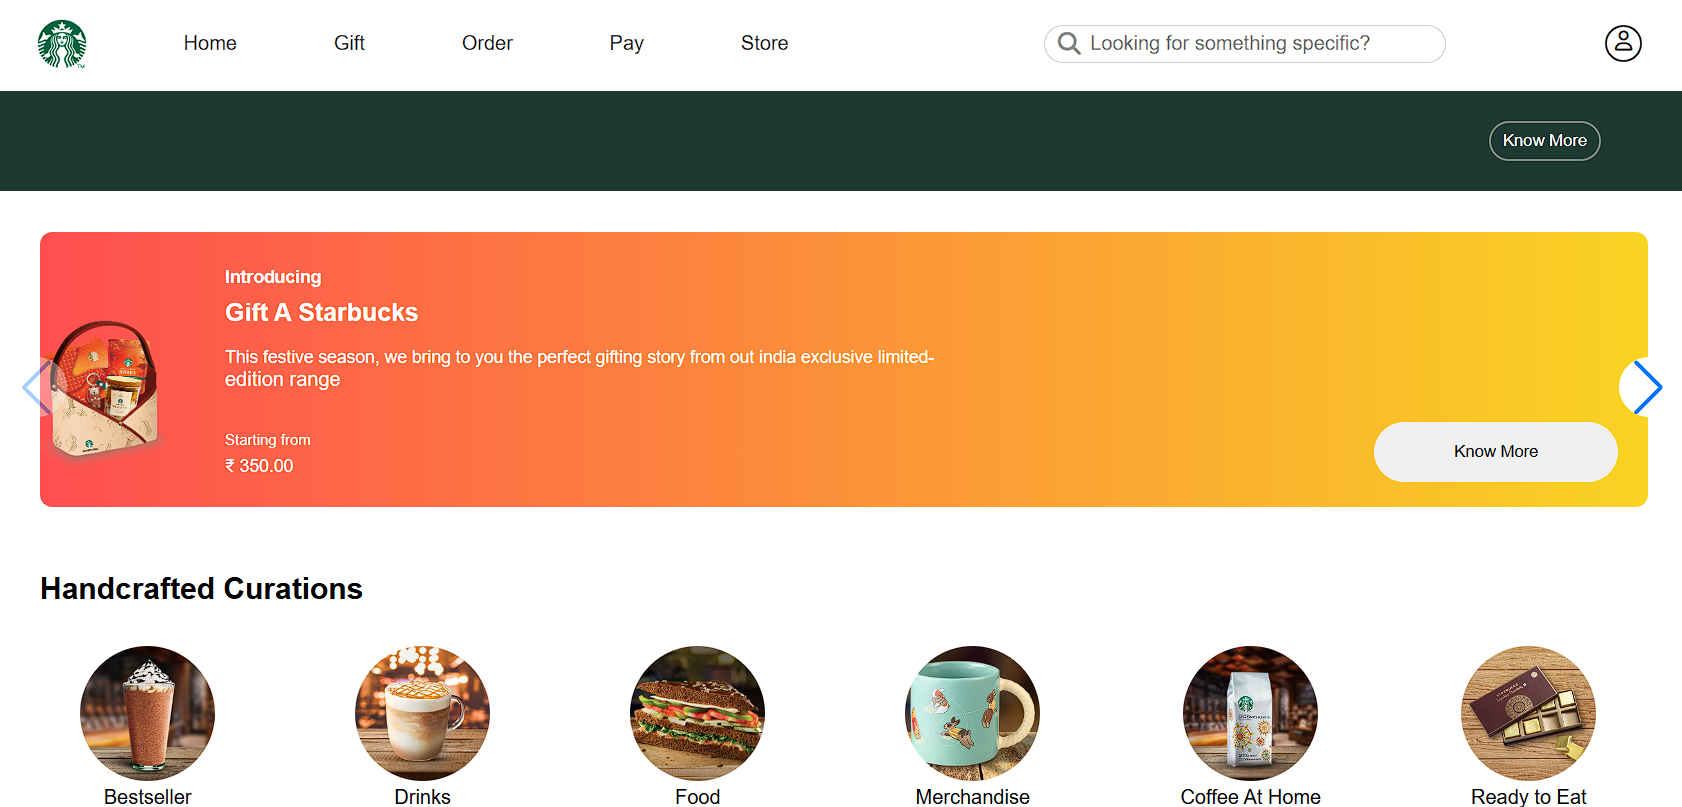 Home Gift Order Pay Store Looking for something specific?
Know More
Introducing
Gift A Starbucks
This festive season, we bring to you the perfect gifting story from out india exclusive limited-
edition range
Starting from
₹ 350.00
Know More
Handcrafted Curations
Bestseller Drinks Food Merchandise Coffee At Home Ready to Eat